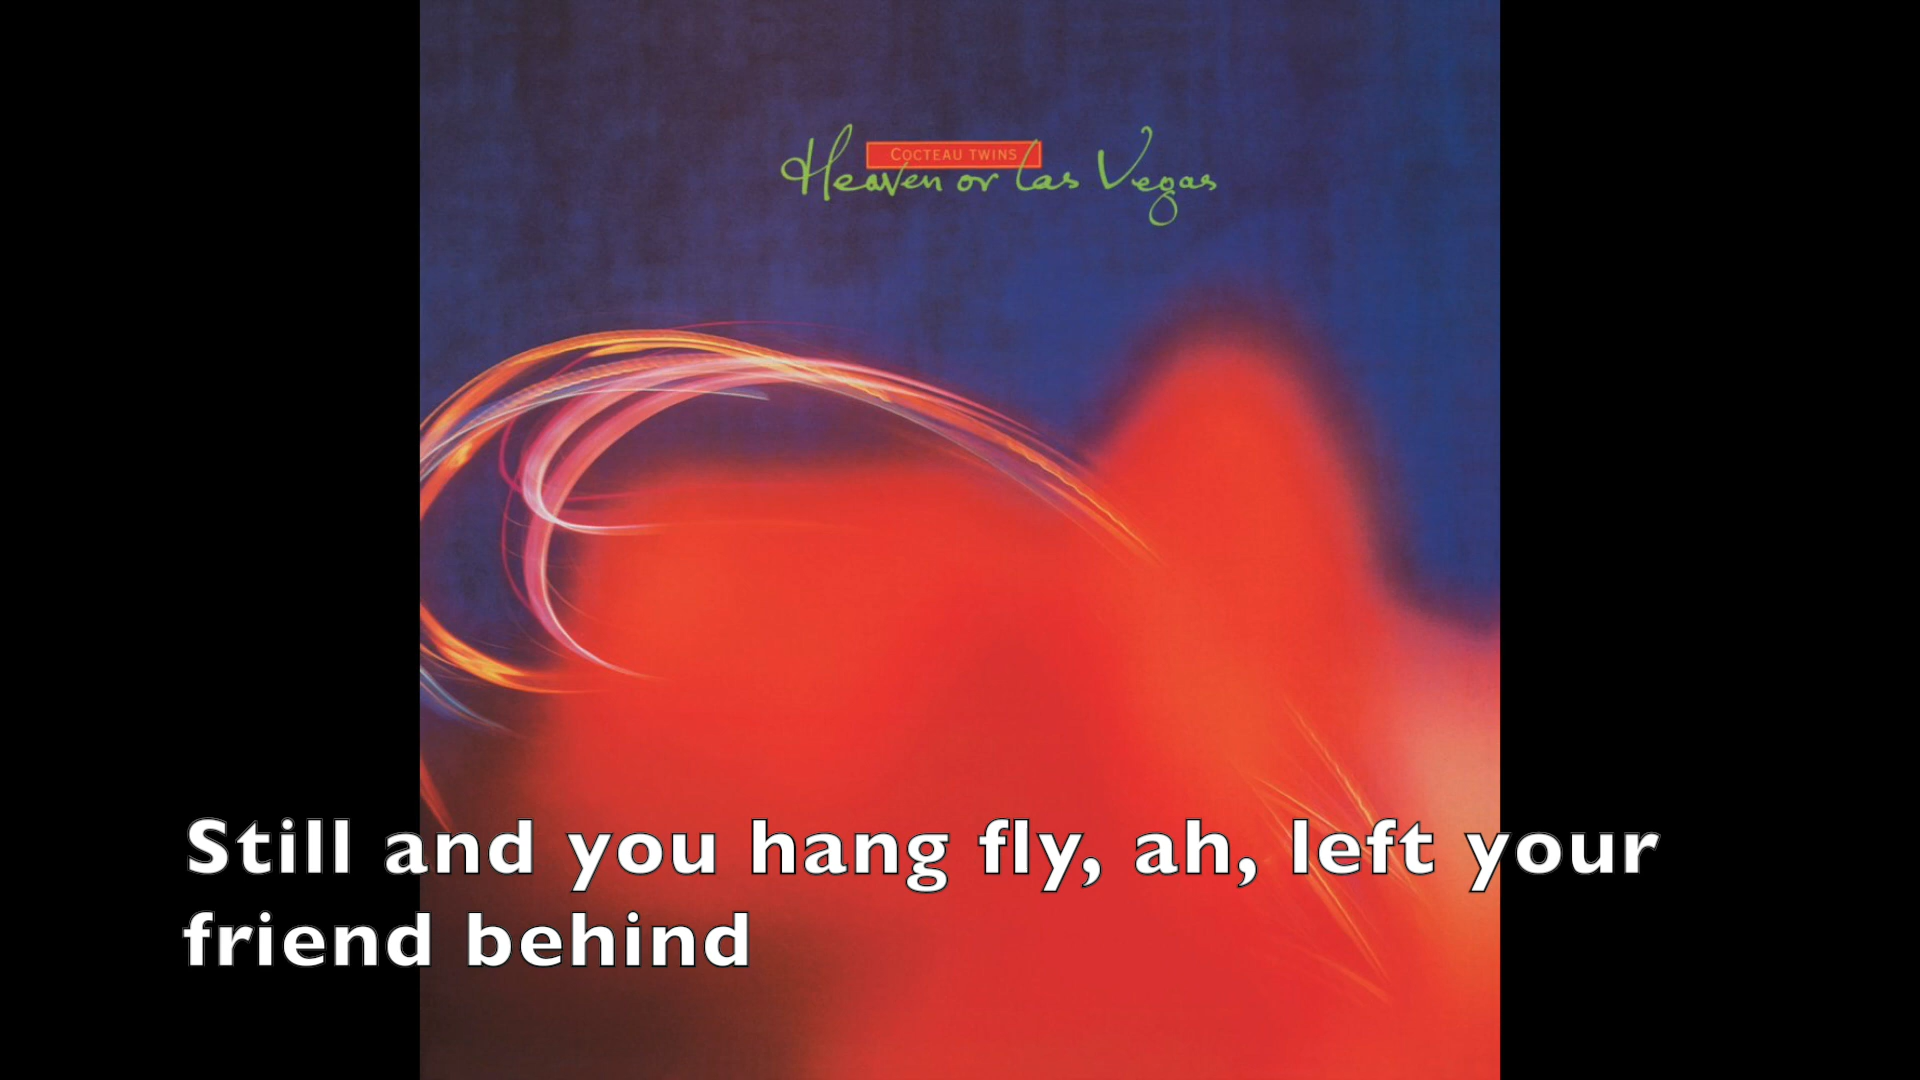 COCTEAU TWINS
Heaven or Las Vegas
Still and you hang fly, ah, left your
friend behind